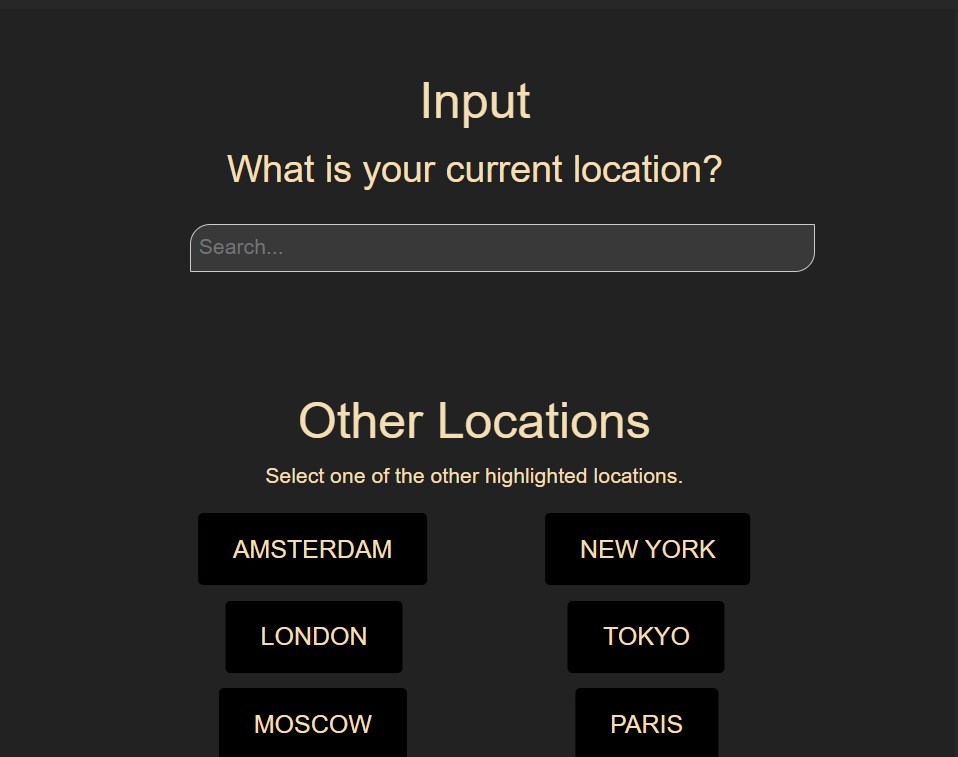 Input
What is your current location?
Search...
Other Locations
Select one of the other highlighted locations.
AMSTERDAM
NEW YORK
LONDON
TOKYO
MOSCOW
PARIS